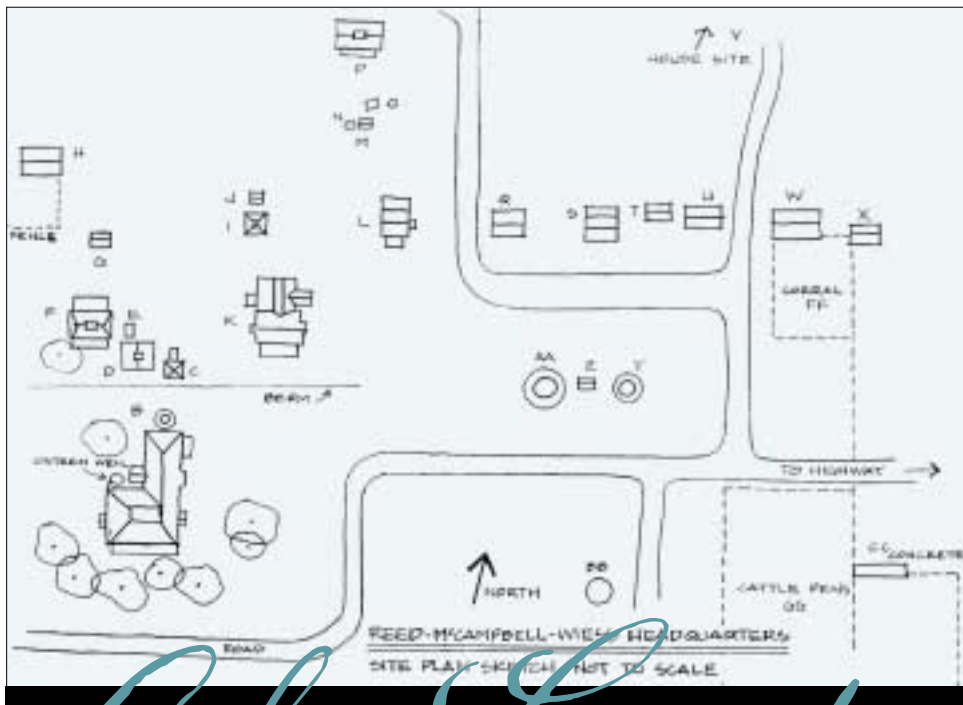 P
V
HOUSE SITE
O
N
M
H
J
I
L
R
S
T
U
W
X
FENCE
G
CORRAL
FF
F
E
D
C
K
AA
Z
Y
BERM
B
CISTERN WELL
TO HIGHWAY
CC CONCRETE
NORTH
BB
CATTLE PENS
GG
ROAD
REED-McCAMPBELL-WIESS HEADQUARTERS
SITE PLAN SKETCH NOT TO SCALE